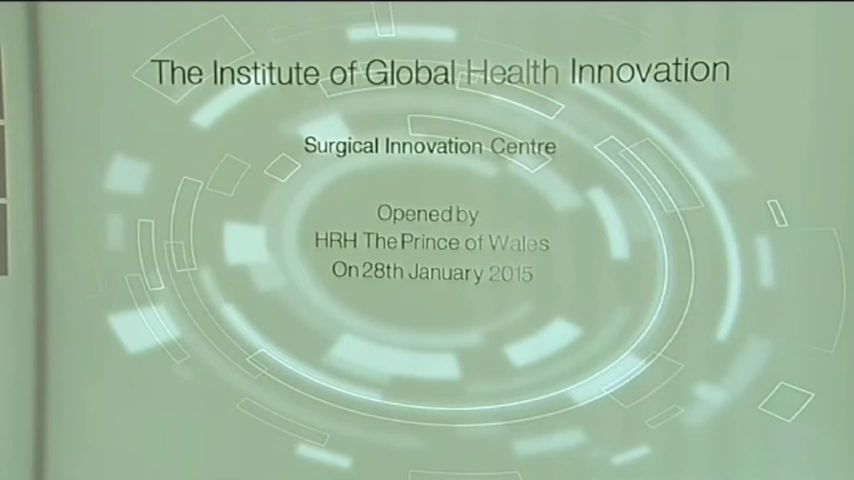 The Institute of Global Health Innovation
Surgical Innovation Centre
Opened by
HRH The Prince of Wales
On 28th January 2015